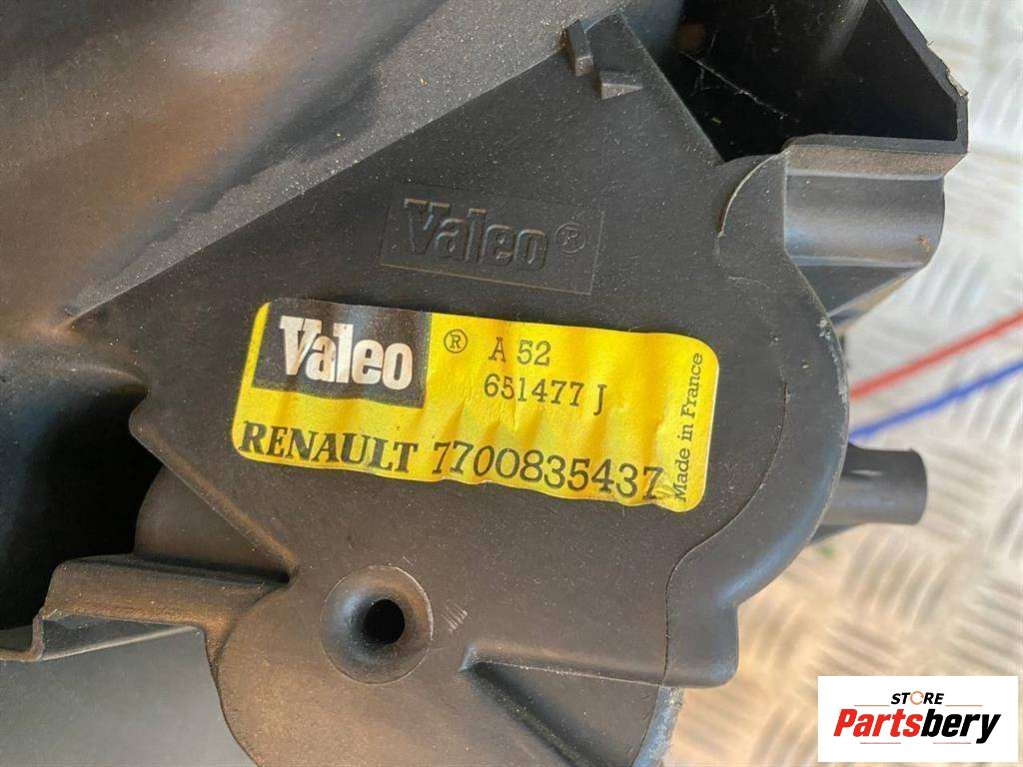 Valeo®
Valeo ® A 52
651477 J
RENAULT 7700835437
Made in France
STORE
Partsbery